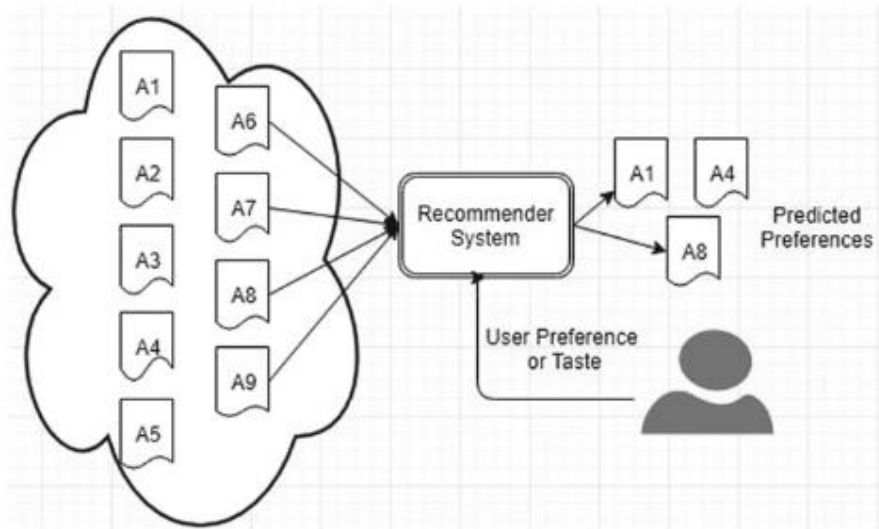 A1
A2
A3
A4
A5
A6
A7
A8
A9
Recommender
System
User Preference
or Taste
A1
A4
A8
Predicted
Preferences